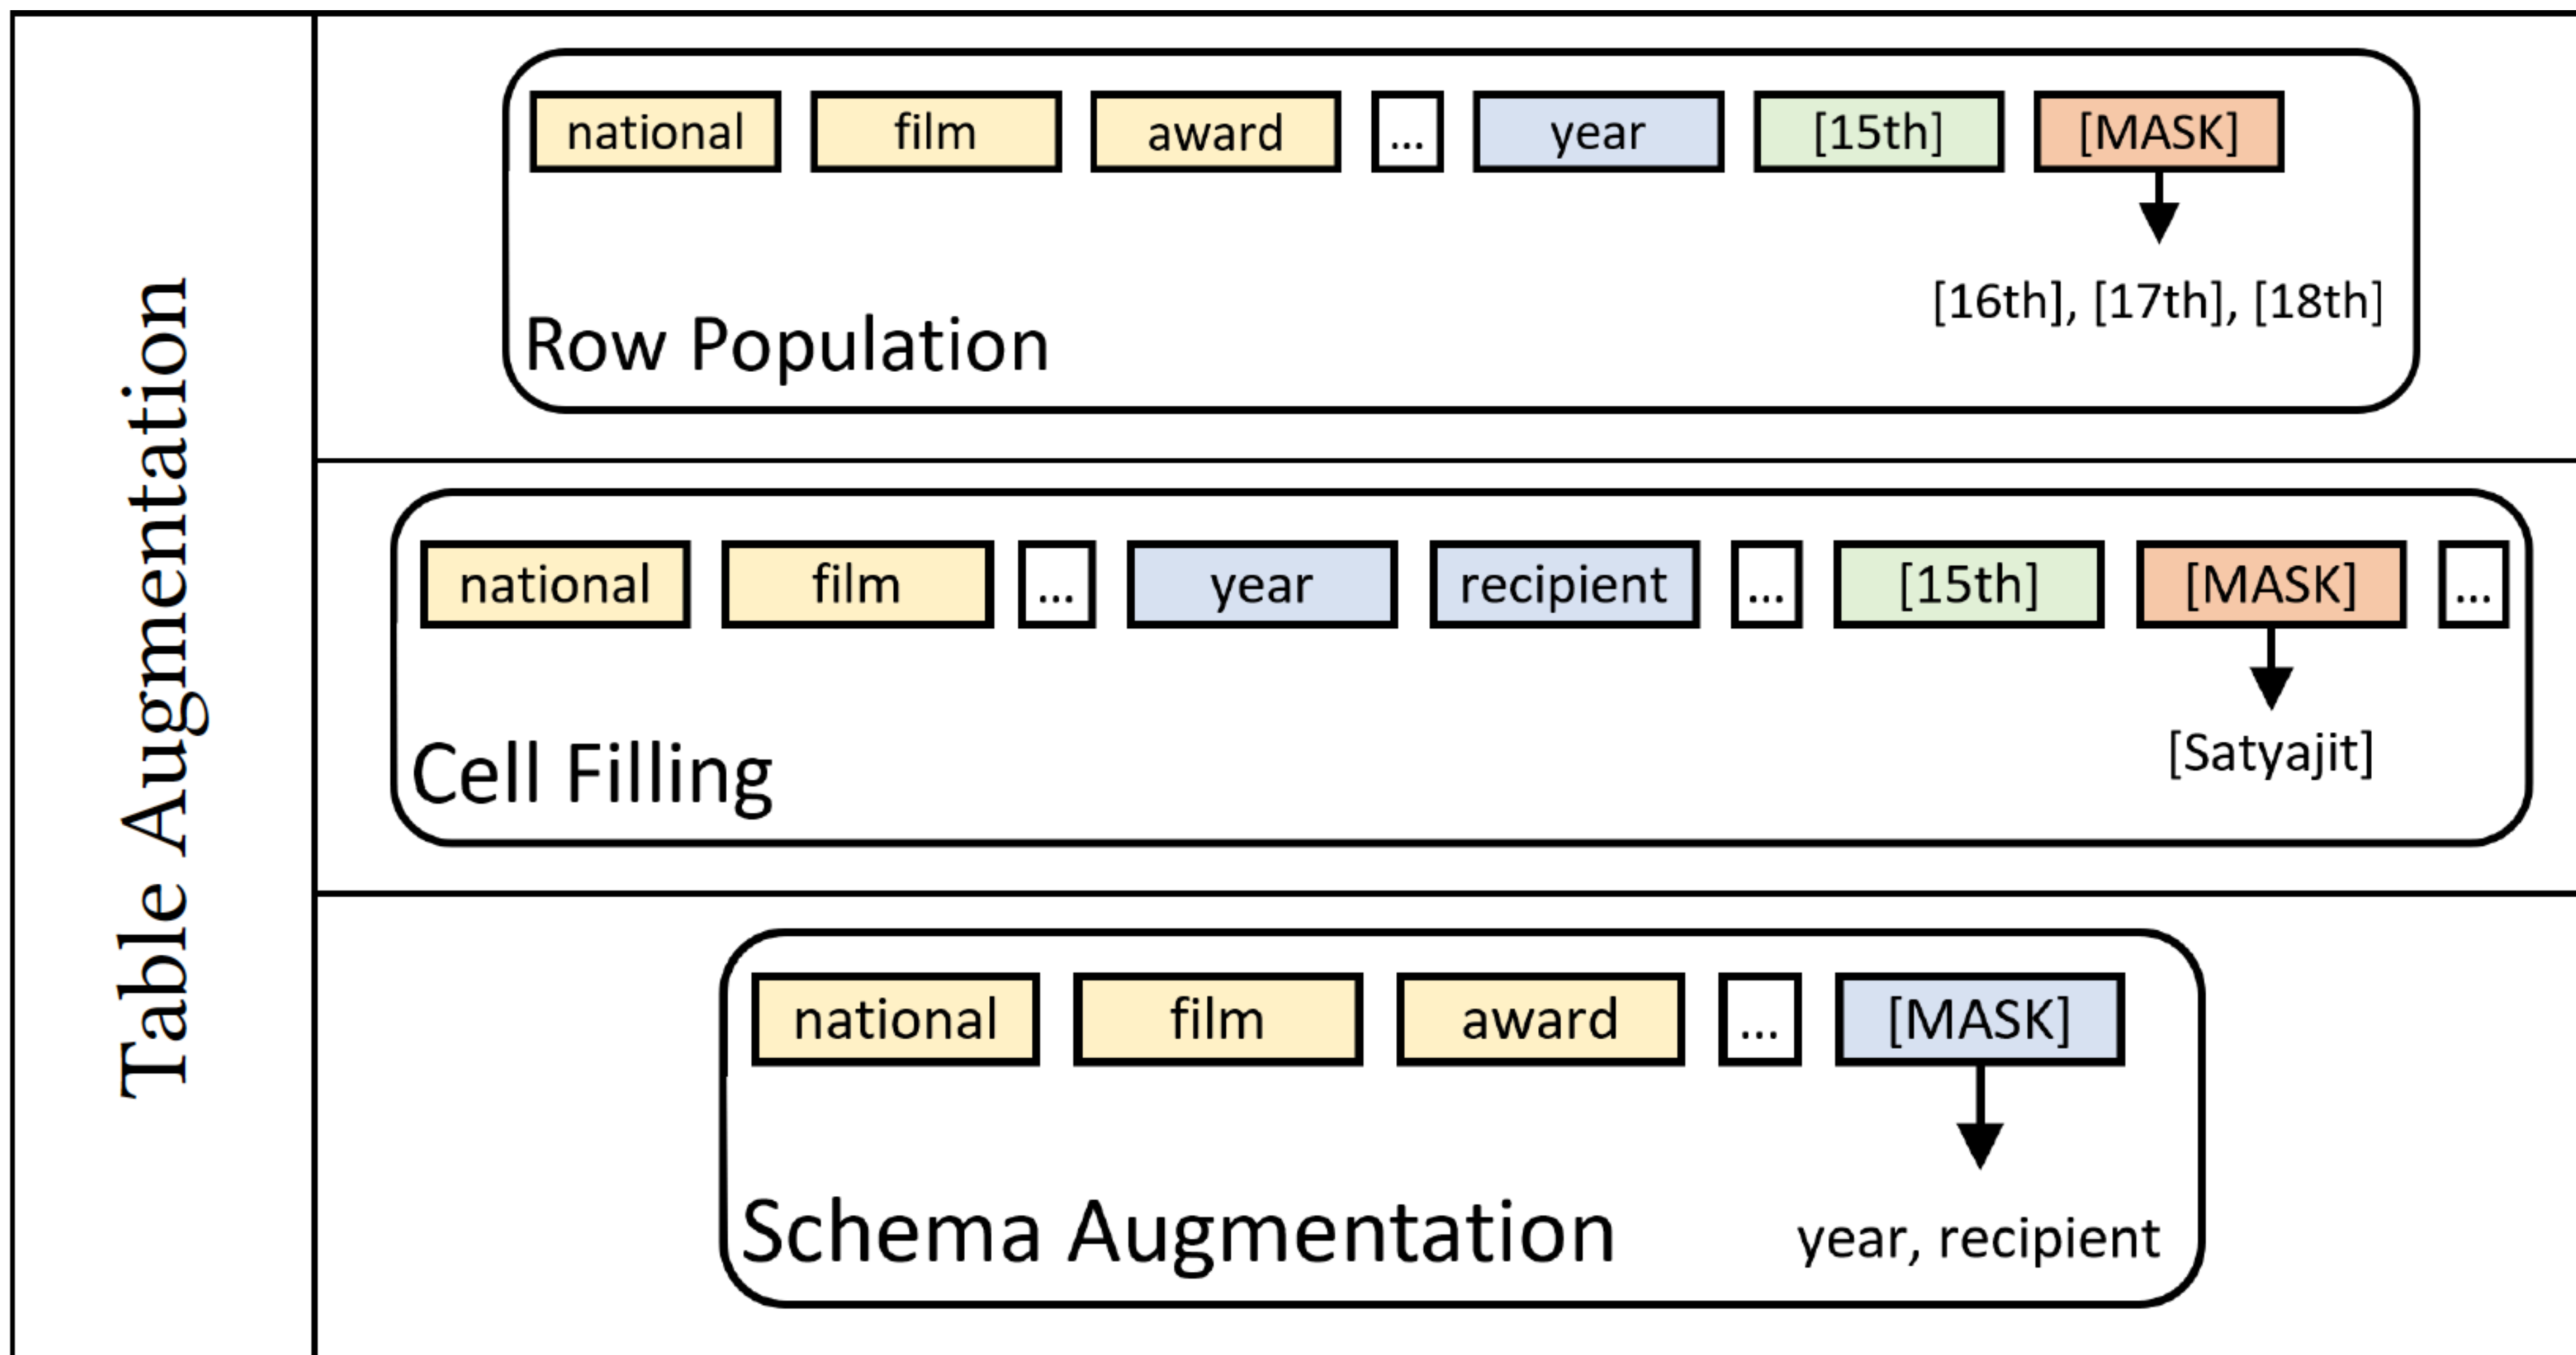 Table Augmentation
national film award ... year [15th] [MASK]
[16th], [17th], [18th]
Row Population
national film ... year recipient ... [15th] [MASK] ...
[Satyajit]
Cell Filling
national film award ... [MASK]
Schema Augmentation
year, recipient